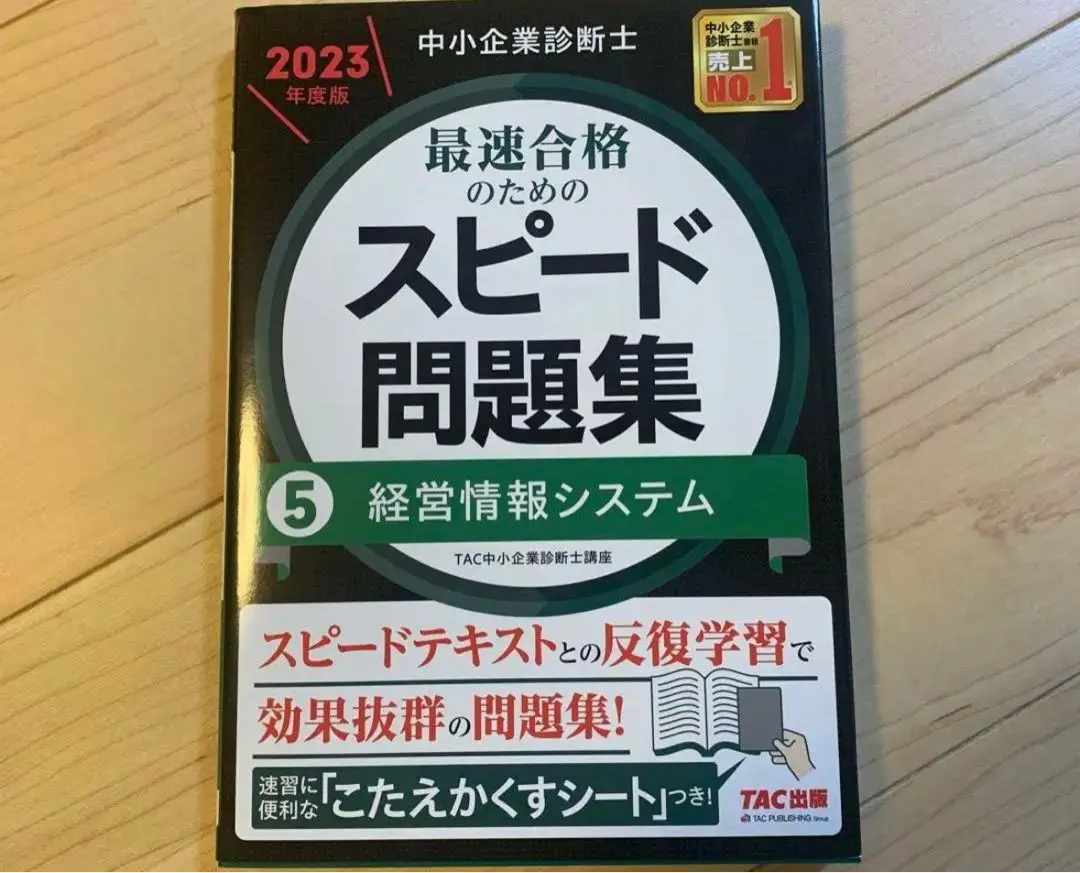 2023
年度版
中小企業診断士
中小企業
診断士書籍
売上
NO.1
最速合格
のための
スピード
問題集
5 経営情報システム
TAC中小企業診断士講座
スピードテキストとの反復学習で
効果抜群の問題集!
速習に
便利な「こたえかくすシート」つき!
TAC出版
TAC PUBLISHING Group